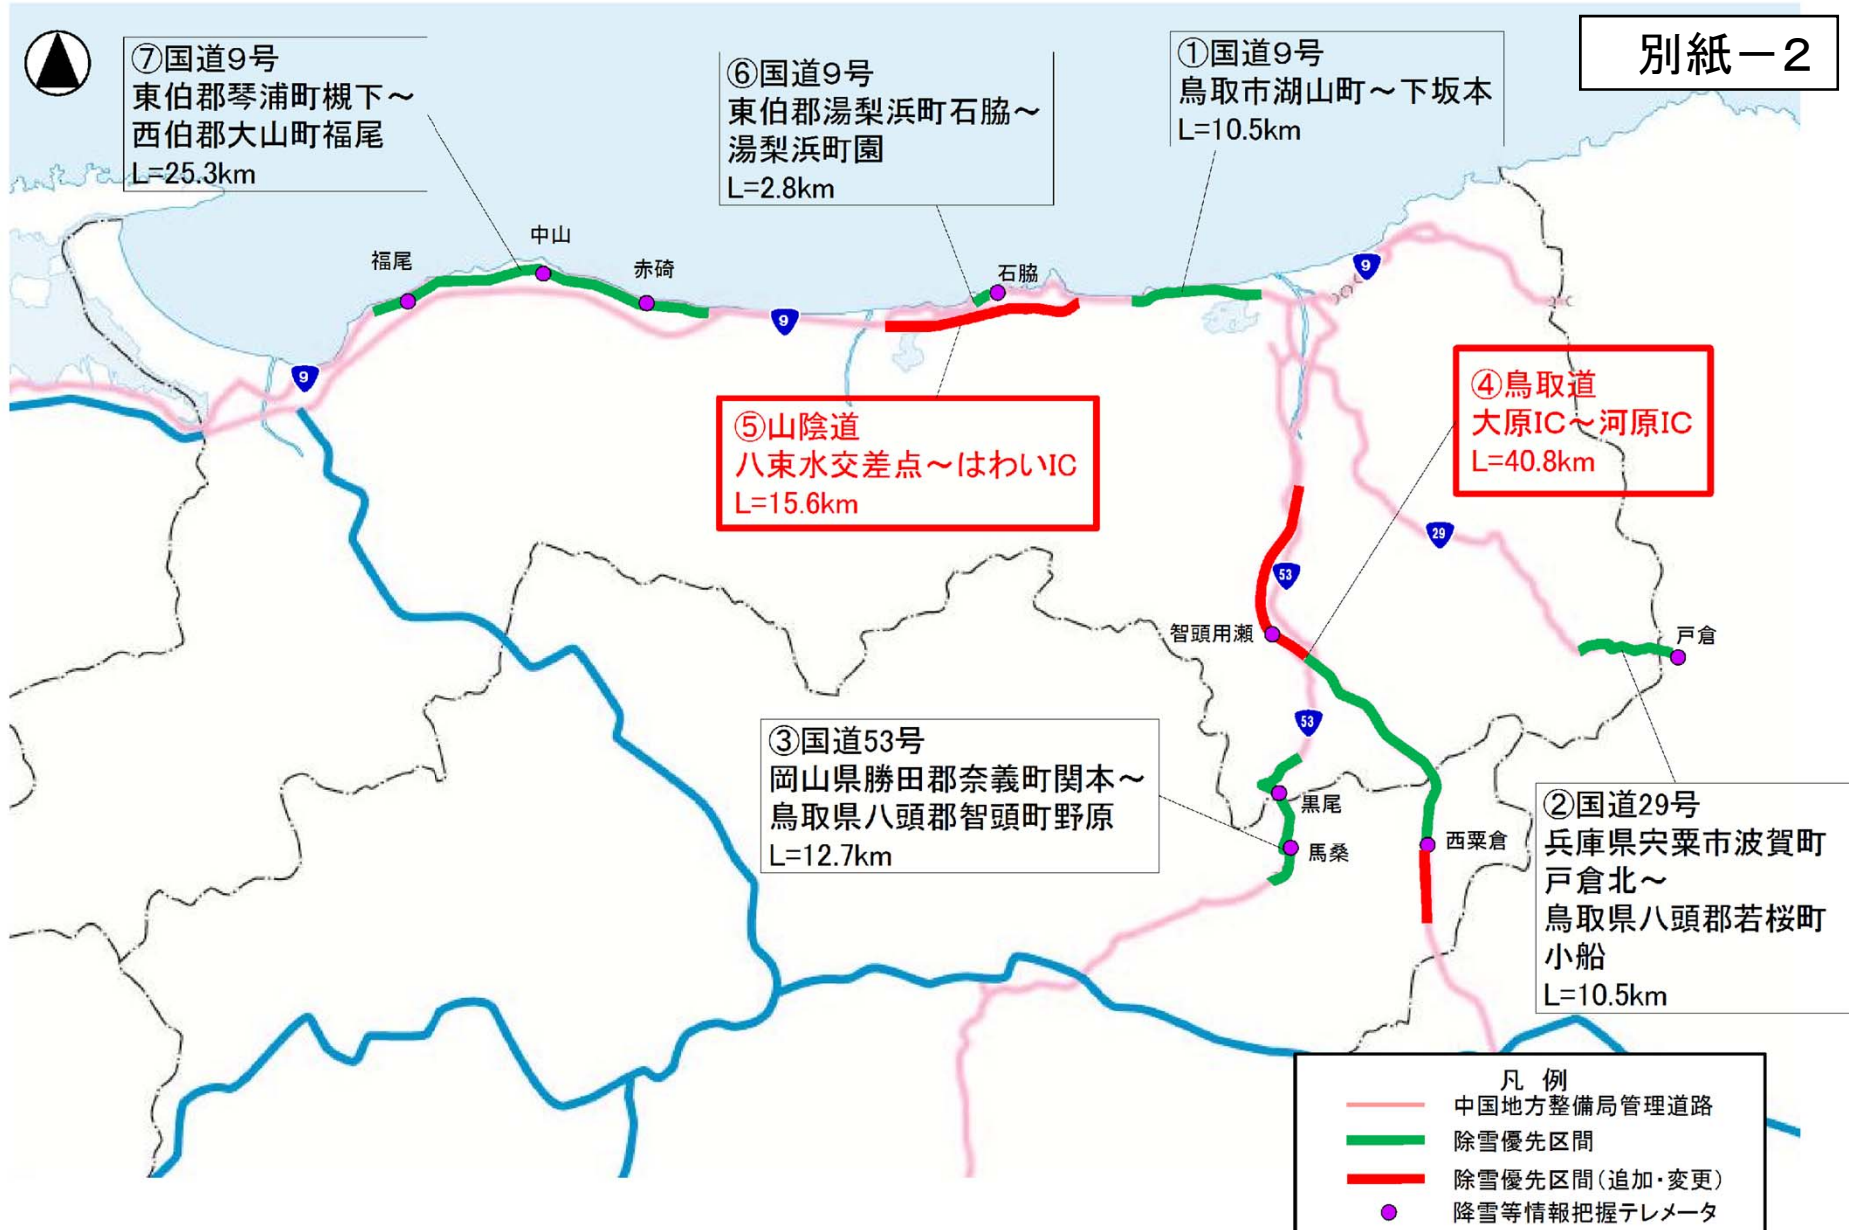 別紙－２
⑦国道9号
東伯郡琴浦町槻下～
西伯郡大山町福尾
L=25.3km
⑥国道9号
東伯郡湯梨浜町石脇～
湯梨浜町園
L=2.8km
①国道9号
鳥取市湖山町～下坂本
L=10.5km
福尾
中山
赤碕
石脇
9
9
9
⑤山陰道
八束水交差点～はわいIC
L=15.6km
④鳥取道
大原IC～河原IC
L=40.8km
29
53
智頭用瀬
戸倉
53
③国道53号
岡山県勝田郡奈義町関本～
鳥取県八頭郡智頭町野原
L=12.7km
黒尾
馬桑
西粟倉
②国道29号
兵庫県宍粟市波賀町
戸倉北～
鳥取県八頭郡若桜町
小船
L=10.5km
凡 例
中国地方整備局管理道路
除雪優先区間
除雪優先区間(追加・変更)
降雪等情報把握テレメータ